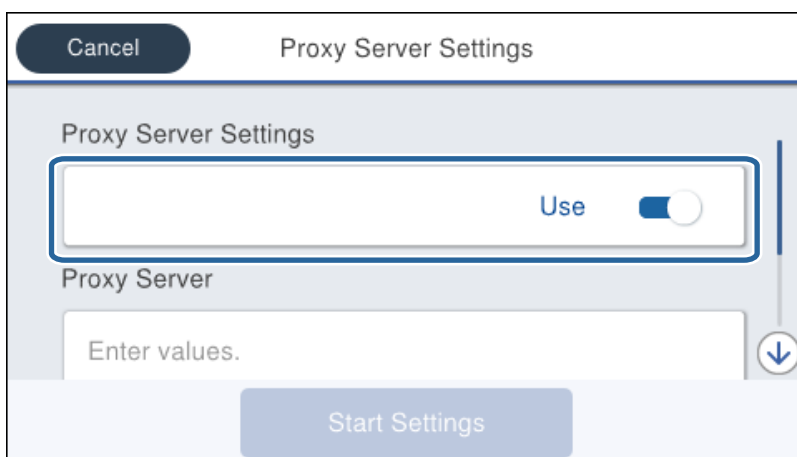 Cancel
Proxy Server Settings
Proxy Server Settings
Use
Proxy Server
Enter values.
Start Settings